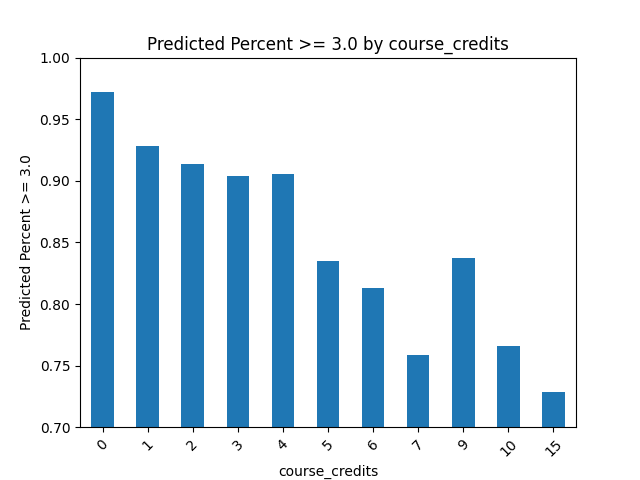 Predicted Percent >= 3.0 by course_credits
1.00
0.95
0.90
0.85
0.80
0.75
0.70
Predicted Percent >= 3.0
0 1 2 3 4 5 6 7 9 10 15
course_credits